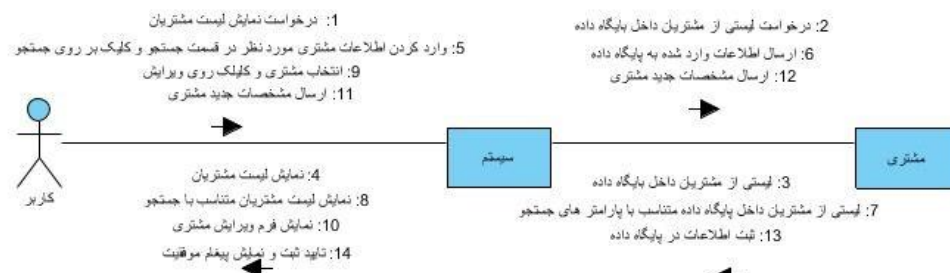 1: درخواست نمایش لیست مشتریان
5: وارد کردن اطلاعات مشتری مورد نظر در قسمت جستجو و کلیک بر روی جستجو
9: انتخاب مشتری و کلیلک روی ویرایش
11: ارسال مشخصات جدید مشتری
2: درخواست لیستی از مشتریان داخل بایگاه داده
6: ارسال اطلاعات وارد شده به پایگاه داده
12: ارسال مشخصات جدید مشتری
کاربر
سیستم
مشتری
4: نمایش لیست مشتریان
8: نمایش لیست مشتریان متناسب با جستجو
10: نمایش فرم ویرایش مشتری
14: تایید ثبت و نمایش پیغام موفقیت
3: لیستی از مشتریان داخل بایگاه داده
7: لیستی از مشتریان داخل پایگاه داده متناسب با پارامتر های جستجو
13: ثبت اطلاعات در پایگاه داده